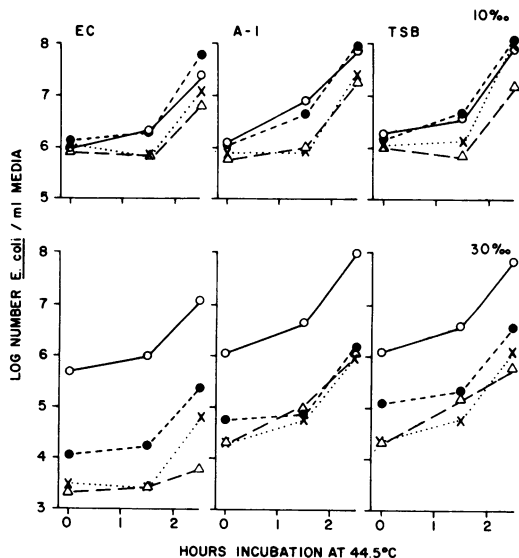 EC
A-1
TSB
10‰
8
7
6
5
LOG NUMBER E. coli / ml MEDIA
30‰
8
7
6
5
4
3
0 1 2 0 1 2 0 1 2
HOURS INCUBATION AT 44.5°C